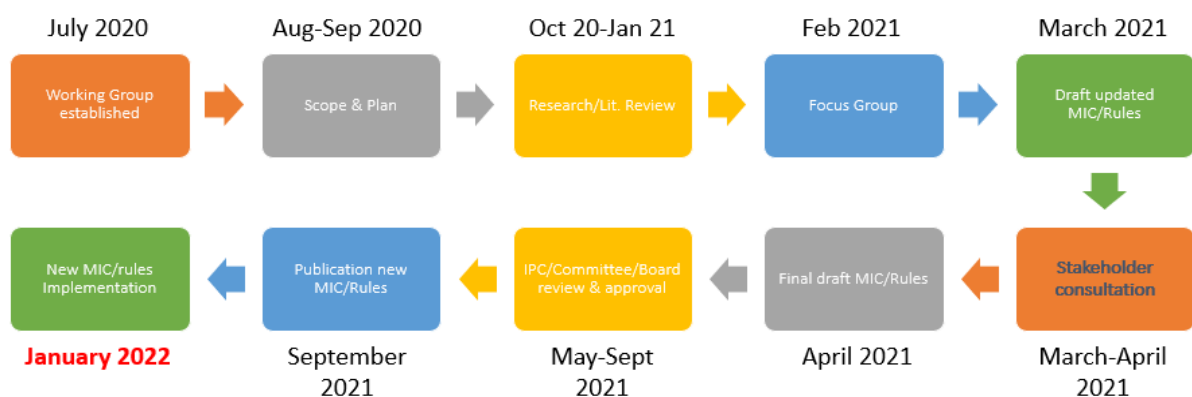 July 2020
Aug-Sep 2020
Oct 20-Jan 21
Feb 2021
March 2021
Working Group
established
Scope & Plan
Research/Lit. Review
Focus Group
Draft updated
MIC/Rules
New MIC/rules
Implementation
Publication new
MIC/Rules
IPC/Committee/Board
review & approval
Final draft MIC/Rules
Stakeholder
consultation
January 2022
September
2021
May-Sept
2021
April 2021
March-April
2021